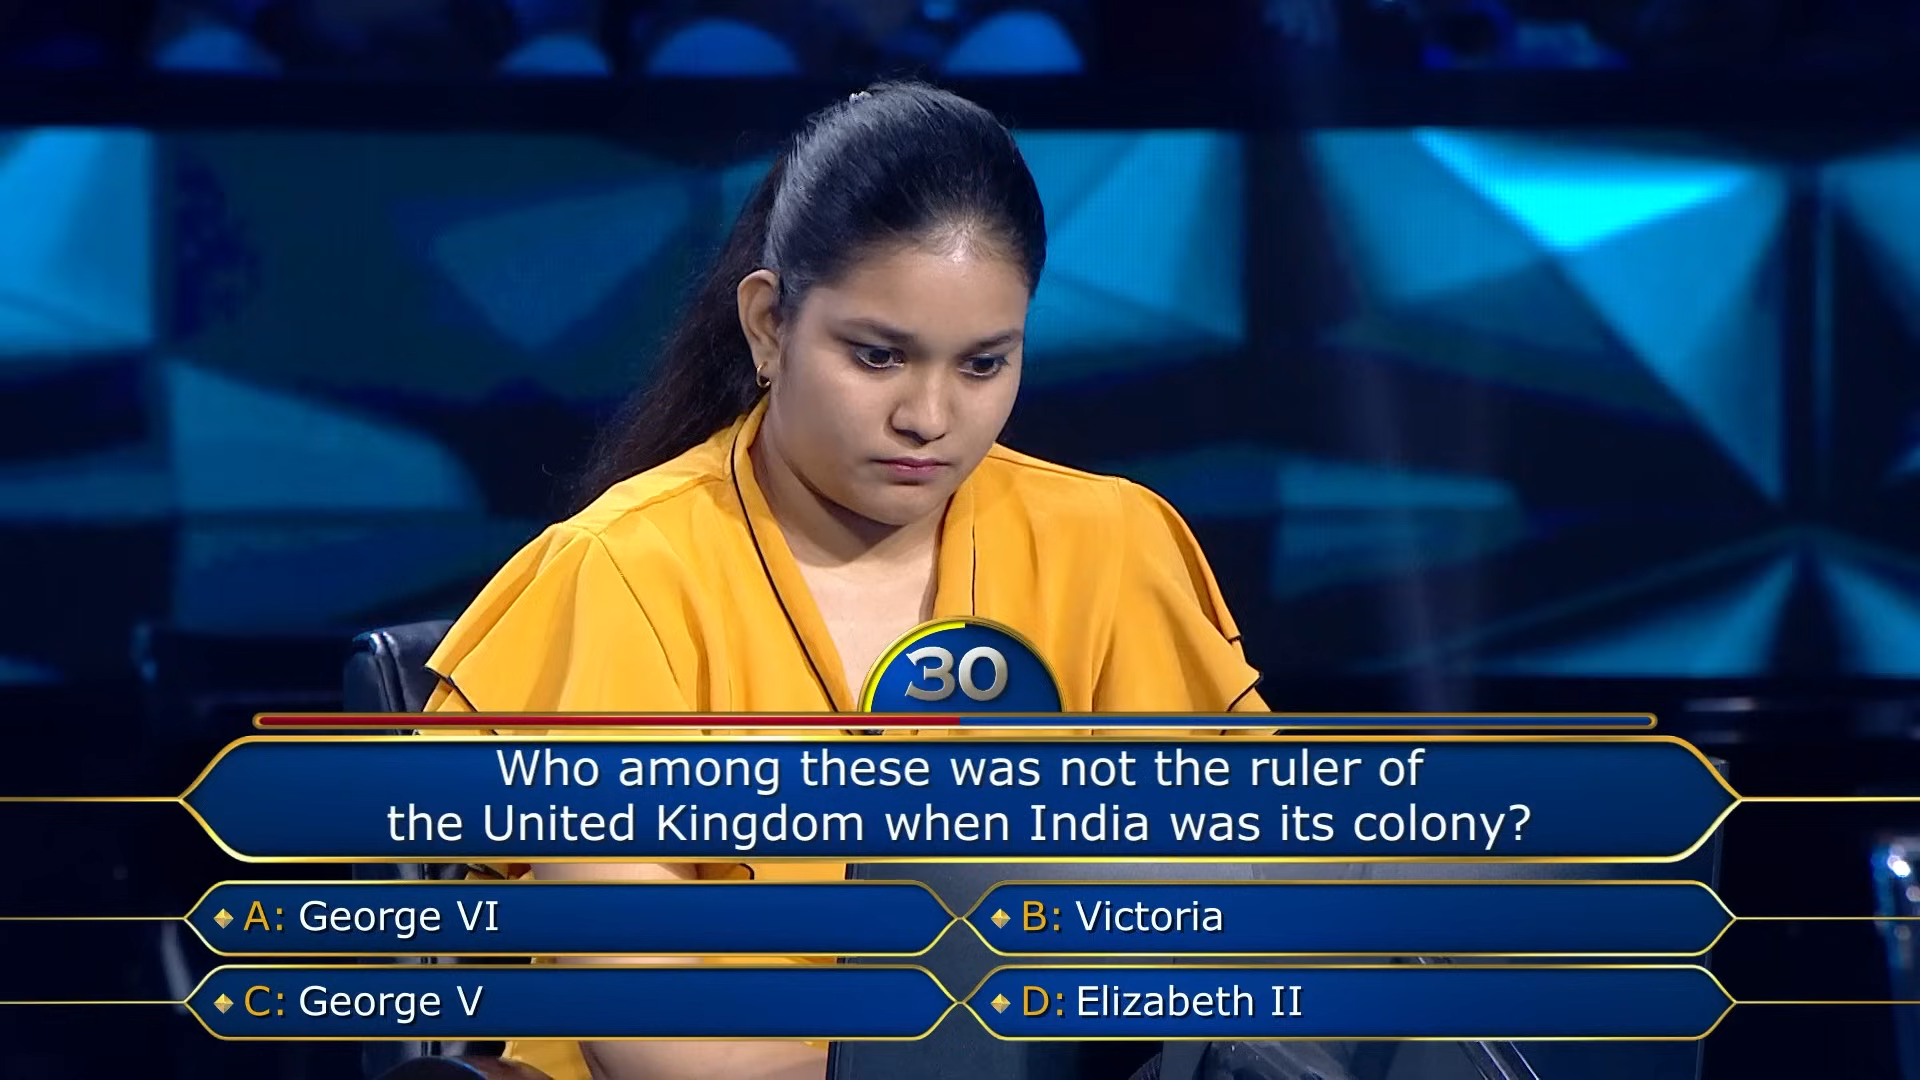 30
Who among these was not the ruler of
the United Kingdom when India was its colony?
A: George VI
B: Victoria
C: George V
D: Elizabeth II